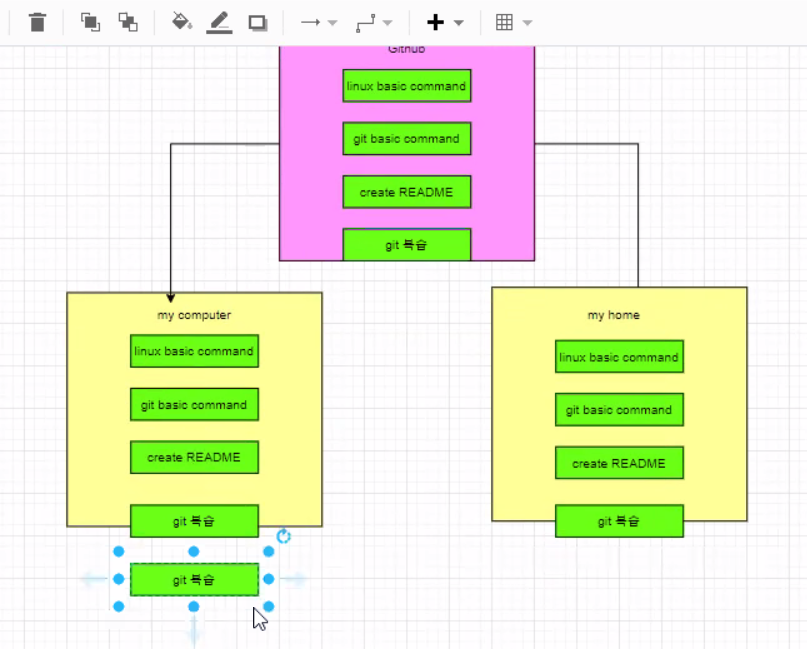 Github
linux basic command
git basic command
create README
git 복습
my computer
linux basic command
git basic command
create README
git 복습
git 복습
my home
linux basic command
git basic command
create README
git 복습